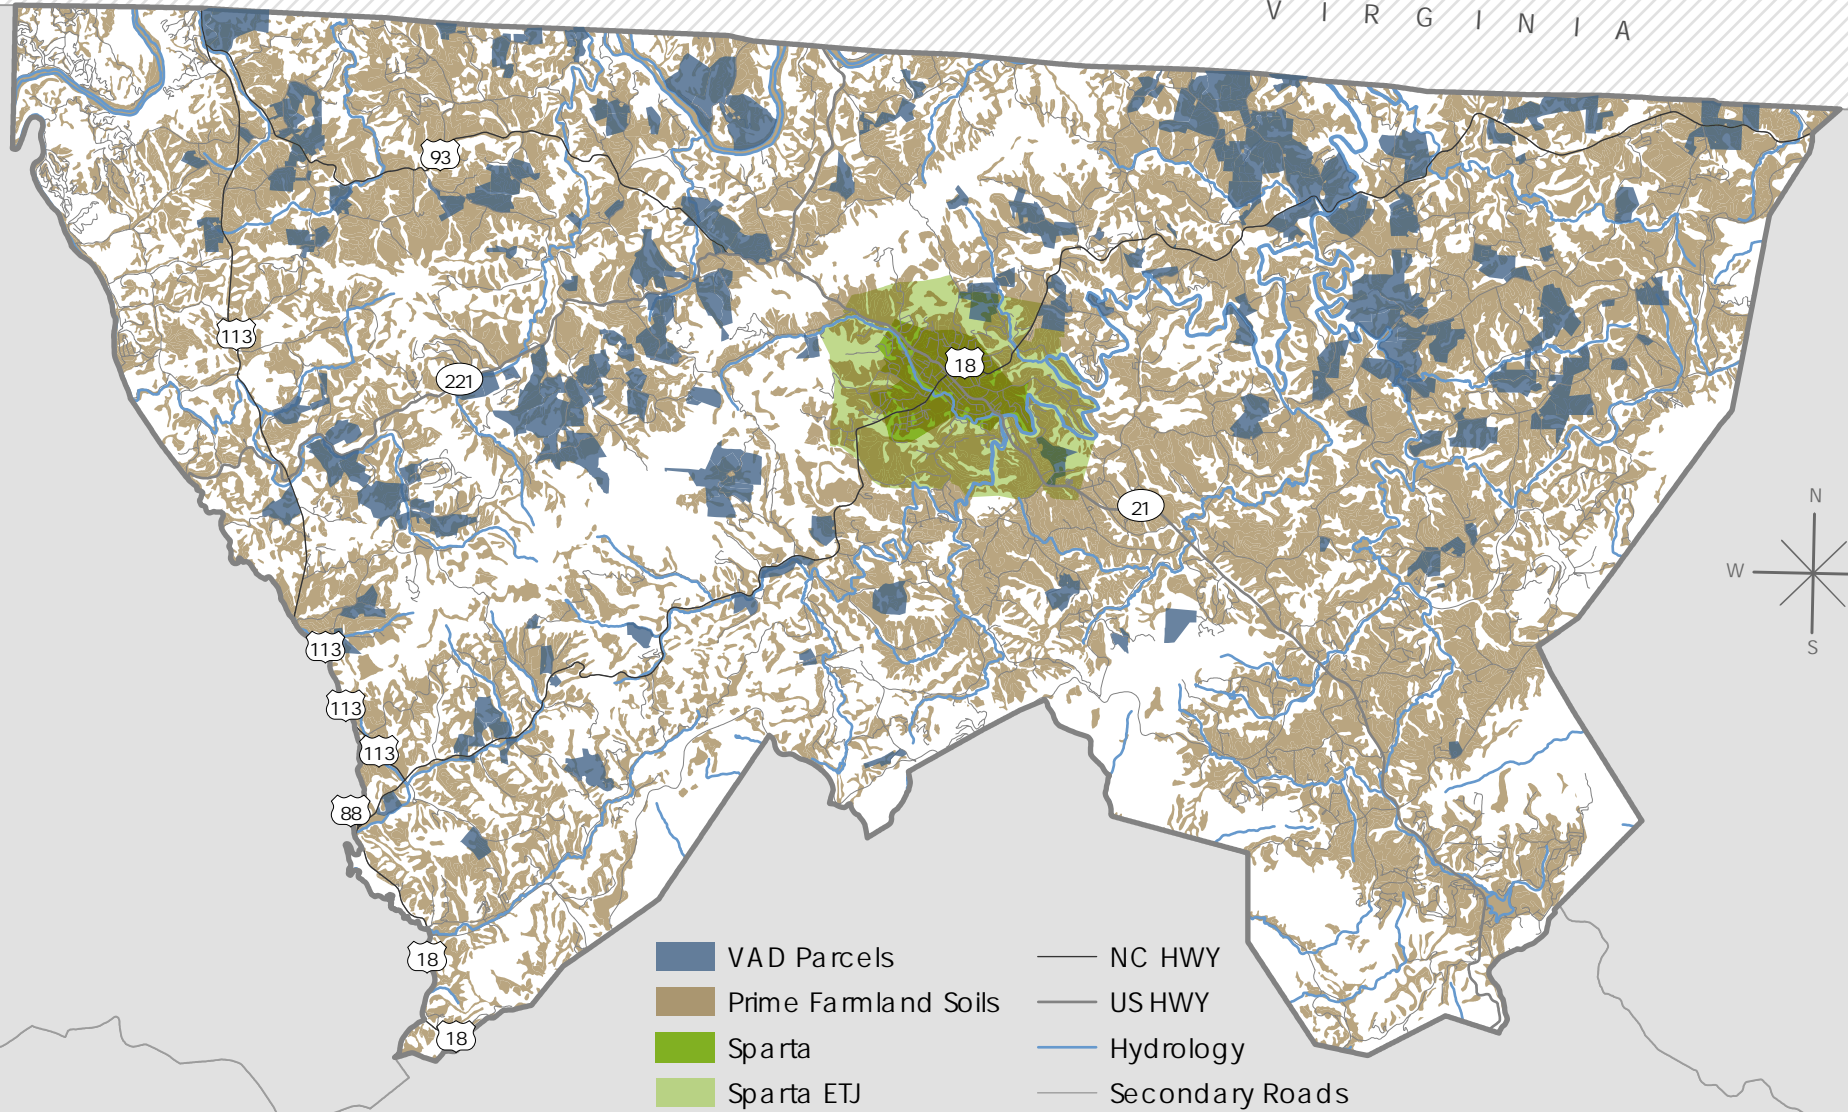 VIRGINIA
93
113
221
18
21
N
W
S
113
113
113
88
18
18
VAD Parcels
Prime Farmland Soils
Sparta
Sparta ETJ
NC HWY
US HWY
Hydrology
Secondary Roads